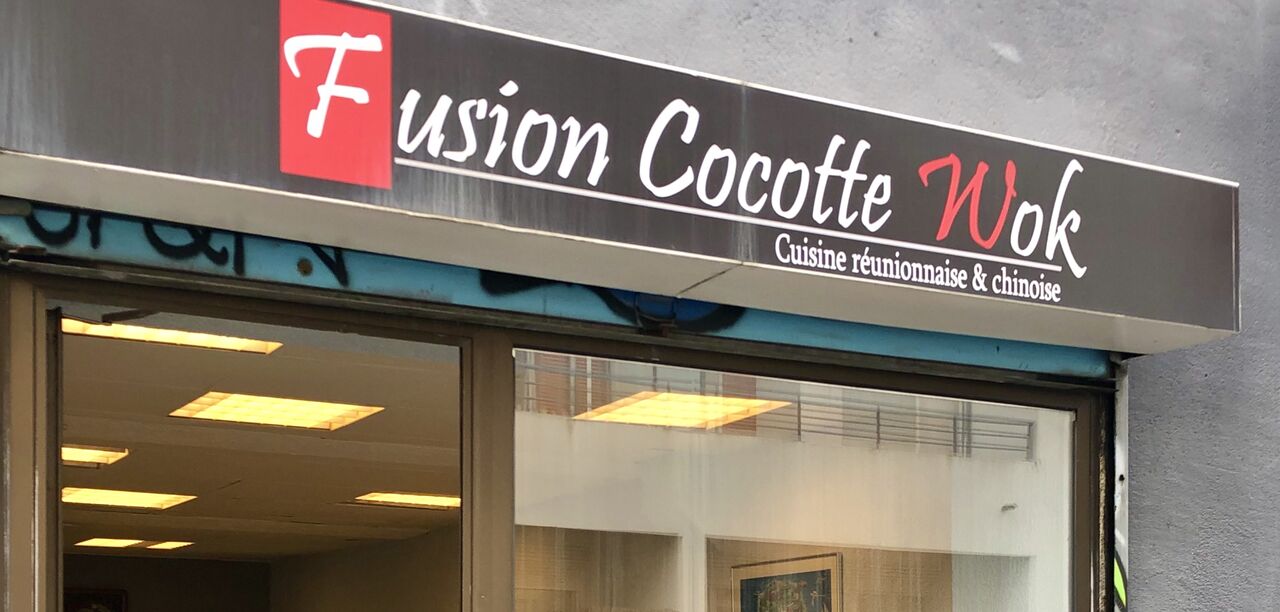 Fusion Cocotte Wok
Cuisine réunionnaise & chinoise